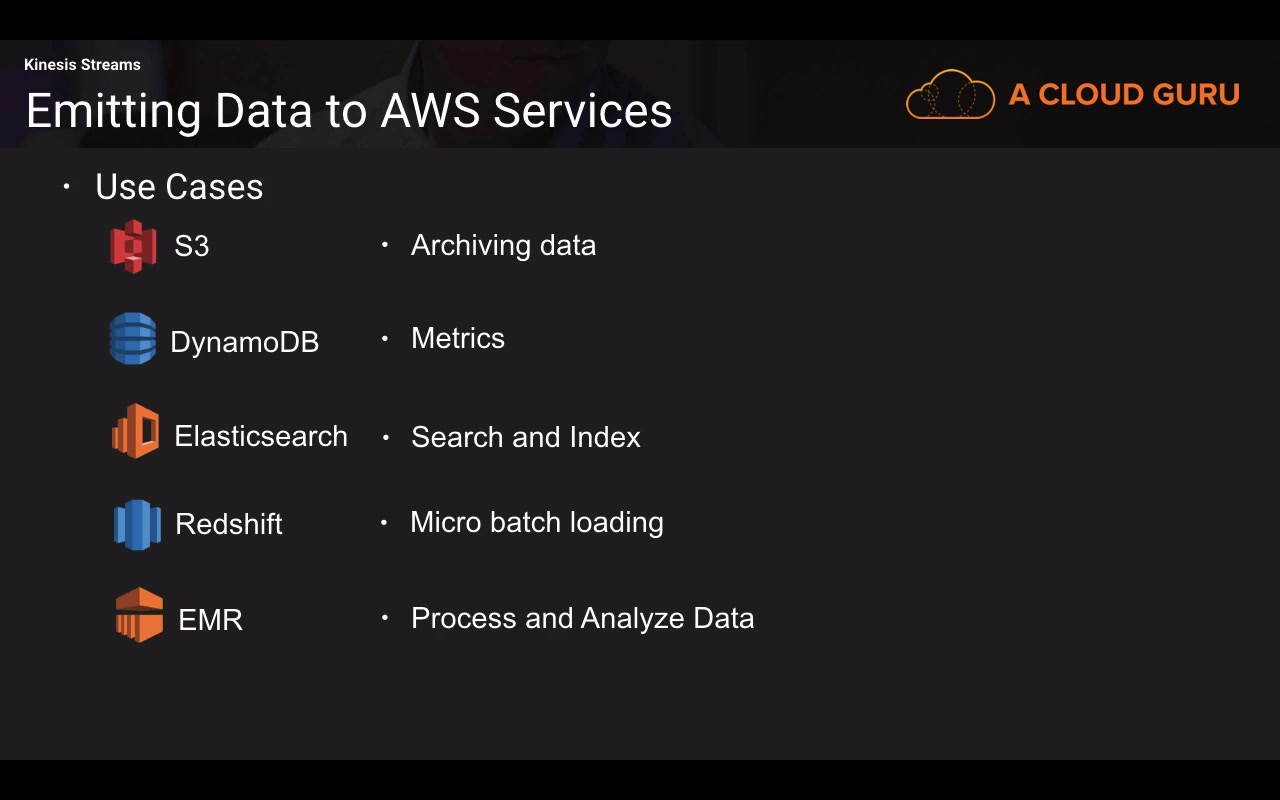 Kinesis Streams
Emitting Data to AWS Services
A CLOUD GURU
• Use Cases
S3 • Archiving data
DynamoDB • Metrics
Elasticsearch • Search and Index
Redshift • Micro batch loading
EMR • Process and Analyze Data